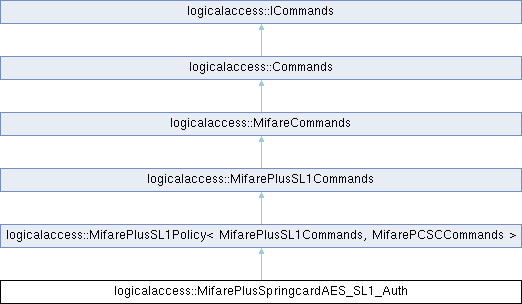 logicalaccess::ICommands
logicalaccess::Commands
logicalaccess::MifareCommands
logicalaccess::MifarePlusSL1Commands
logicalaccess::MifarePlusSL1Policy< MifarePlusSL1Commands, MifarePCSCCommands >
logicalaccess::MifarePlusSpringcardAES_SL1_Auth